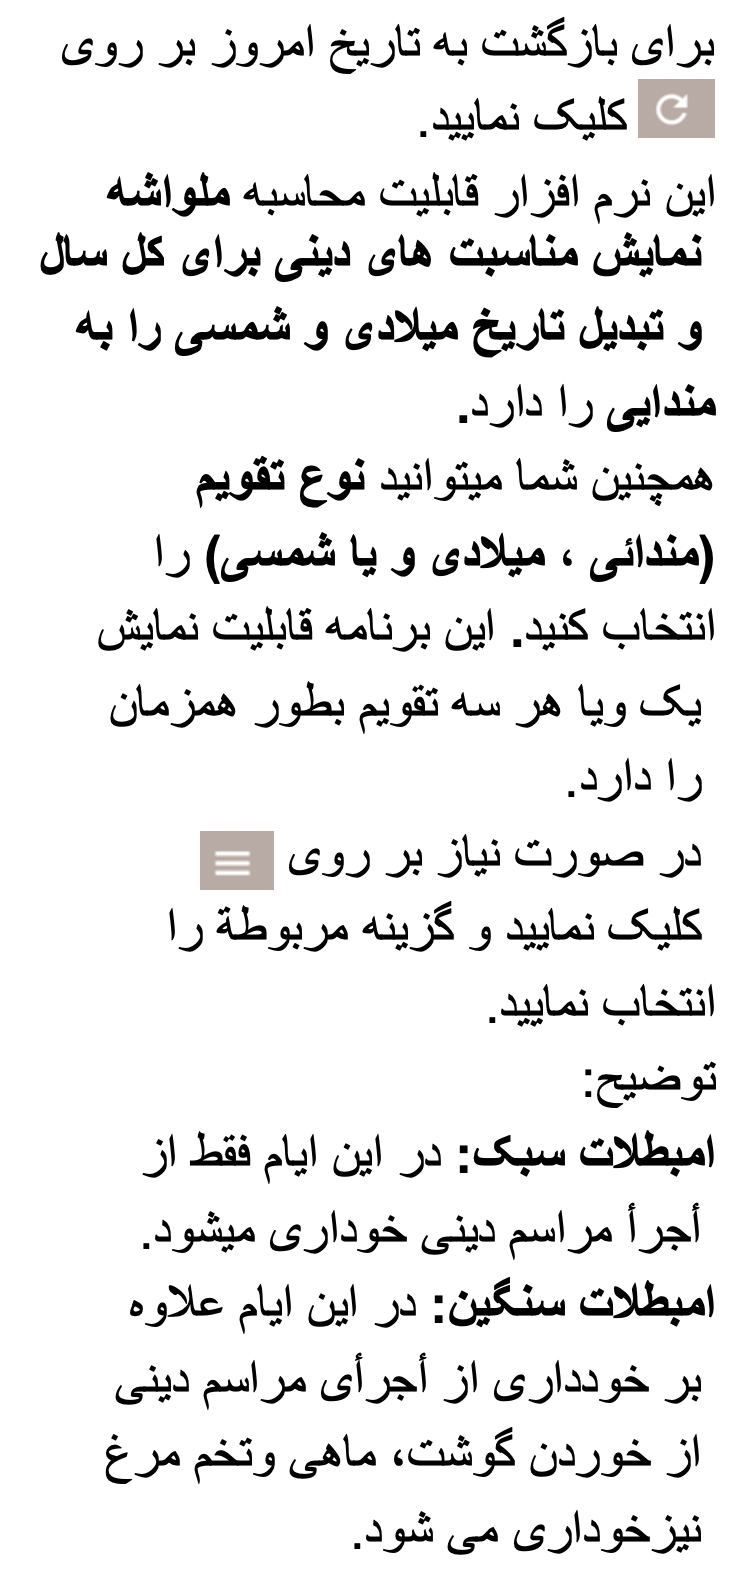 برای بازگشت به تاریخ امروز بر روی
کلیک نمایید.
این نرم افزار قابلیت محاسبه ملواشه
نمایش مناسبت های دینی برای کل سال
و تبدیل تاریخ میلادی و شمسی را به
مندایی را دارد.
همچنین شما میتوانید نوع تقویم
(مندائی ، میلادی و یا شمسی) را
انتخاب کنید. این برنامه قابلیت نمایش
یک ویا هر سه تقویم بطور همزمان
را دارد.
در صورت نیاز بر روی
کلیک نمایید و گزینه مربوطة را
انتخاب نمایید.
توضیح:
امبطلات سبک: در این ایام فقط از
أجرأ مراسم دینی خوداری میشود.
امبطلات سنگین: در این ایام علاوه
بر خودداری از أجرأی مراسم دینی
از خوردن گوشت، ماهی وتخم مرغ
نیزخوداری می شود.